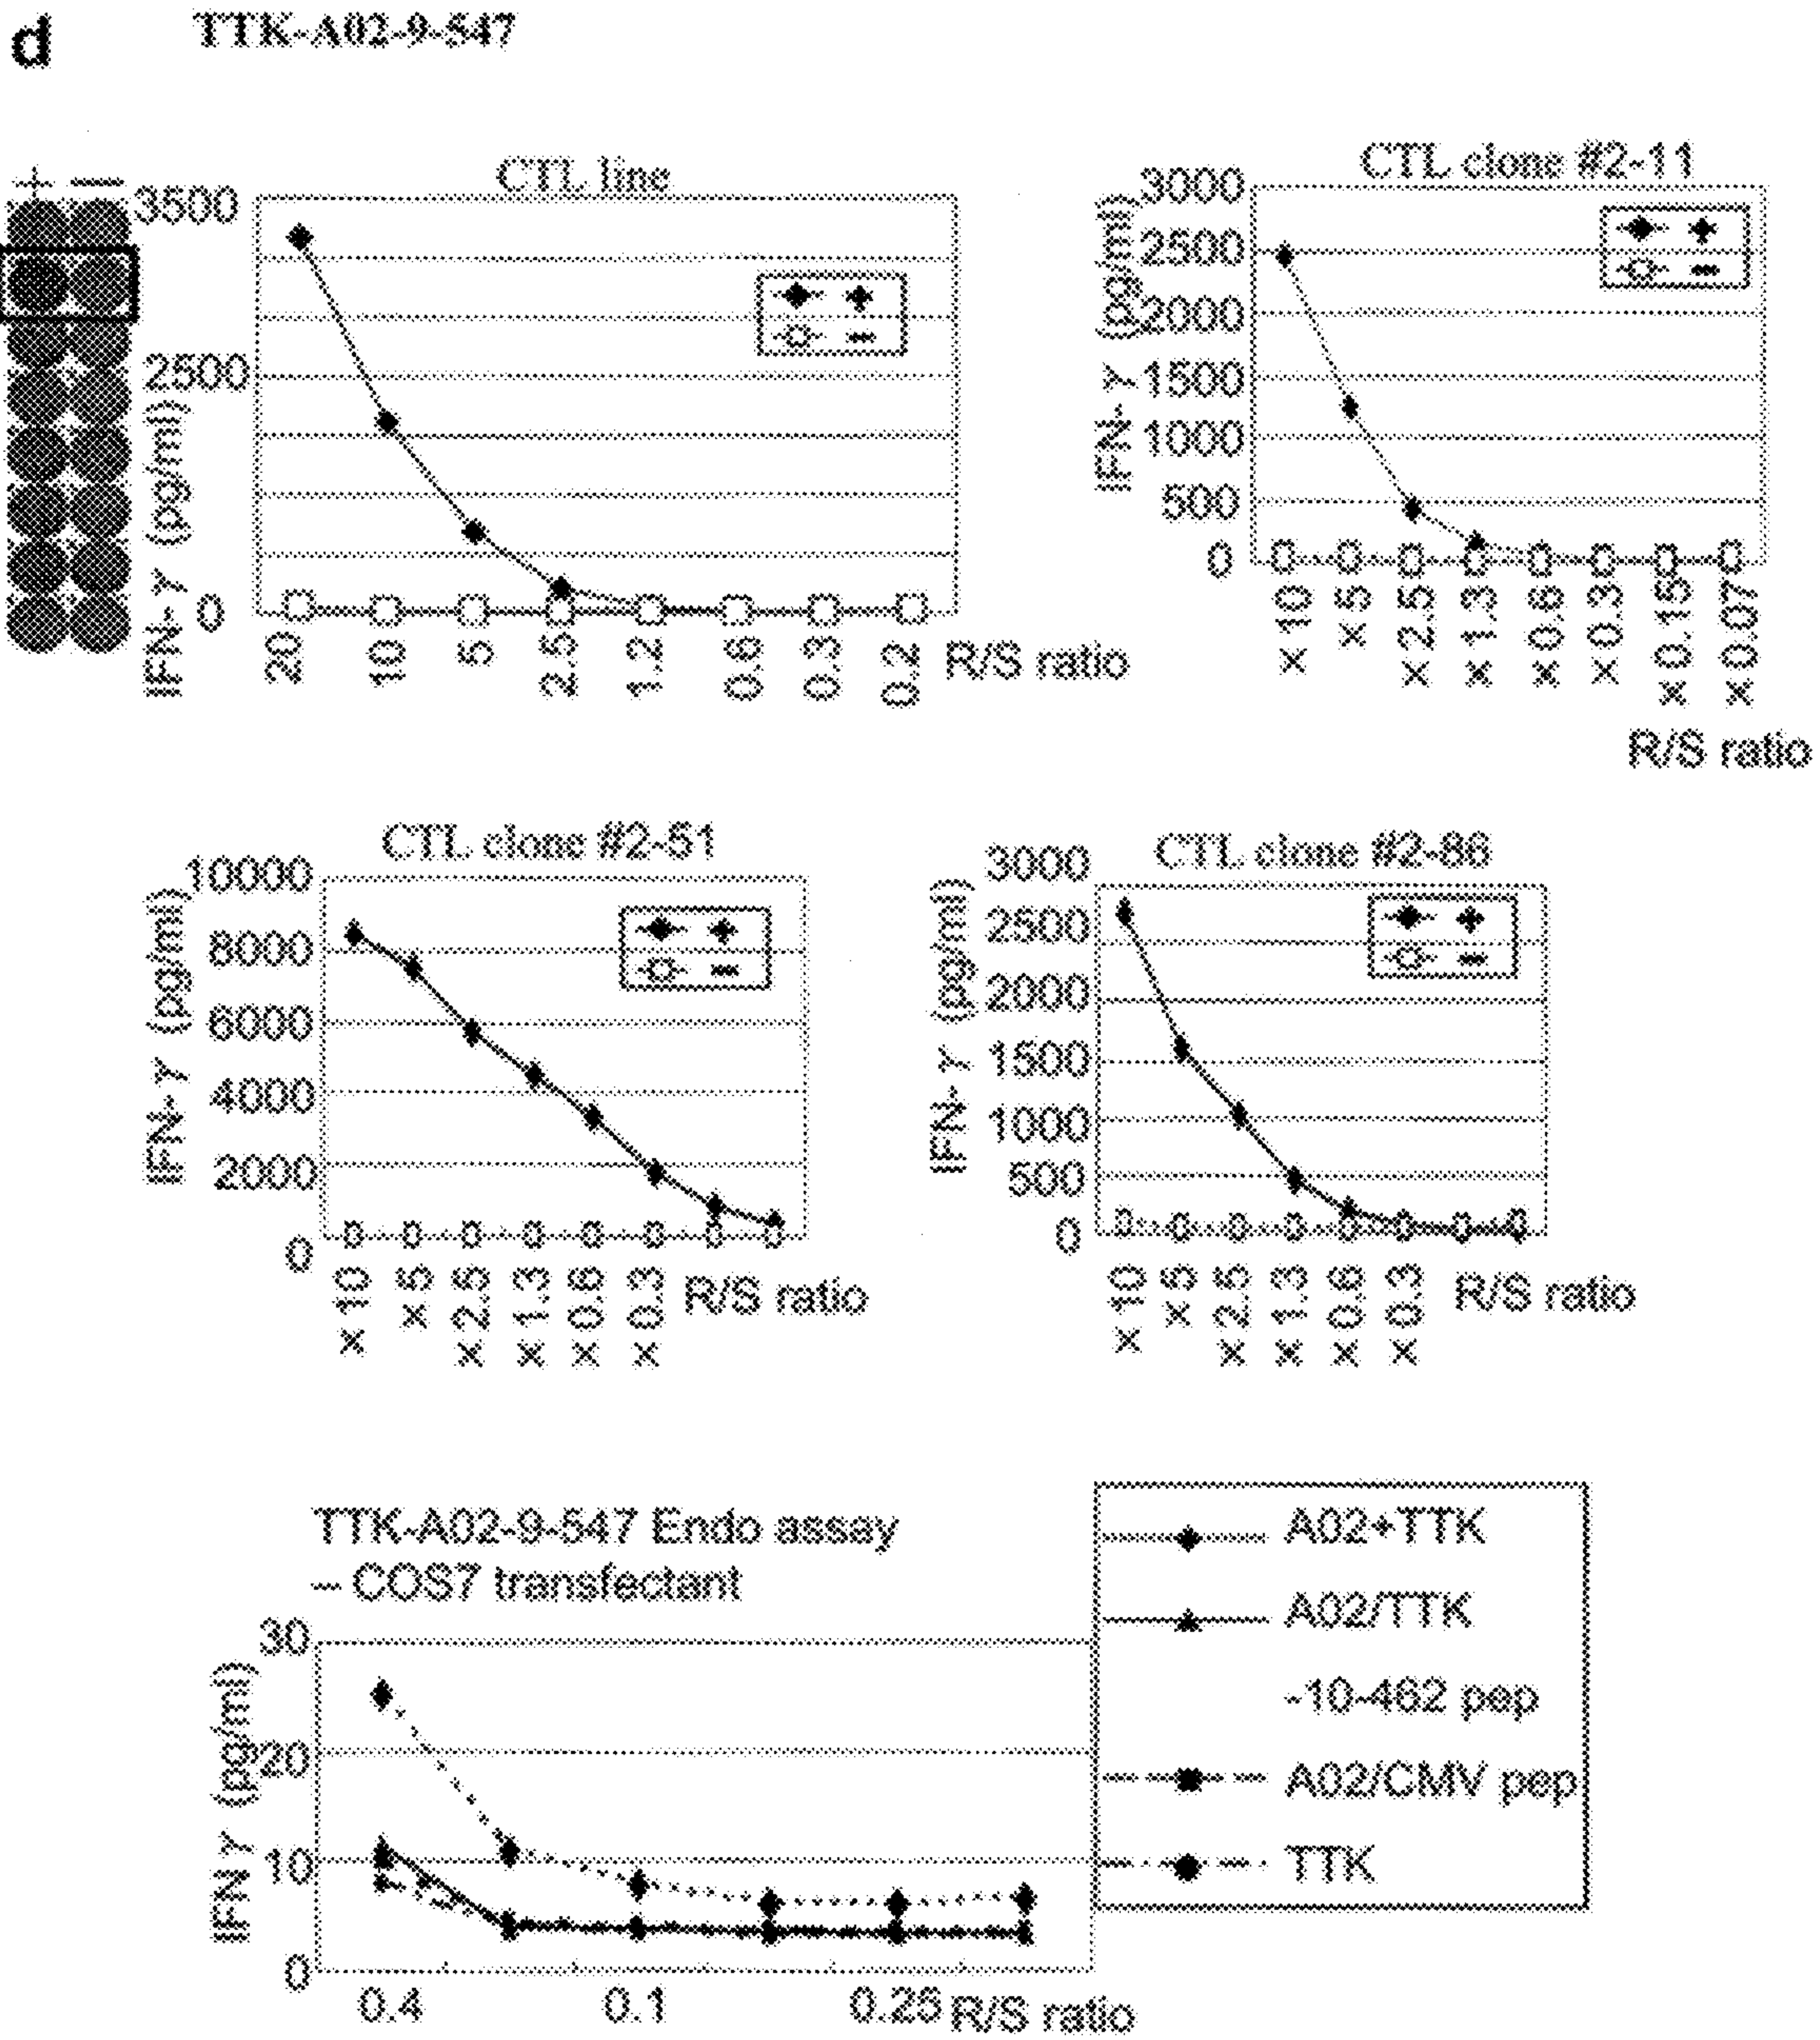 d TTK-A02-9-547
+ −
CTL line
IFN-γ (pg/ml)
3500
2500
0
20 10 5 2.5 1.2 0.6 0.3 0.2 R/S ratio
+
−
CTL clone #2-11
IFN-γ (pg/ml)
3000
2500
2000
1500
1000
500
0
×10 ×5 ×2.5 ×1.3 ×0.6 ×0.3 ×0.15 ×0.07
R/S ratio
+
−
CTL clone #2-51
IFN-γ (pg/ml)
10000
8000
6000
4000
2000
0
×10 ×5 ×2.5 ×1.3 ×0.6 ×0.3 R/S ratio
+
−
CTL clone #2-86
IFN-γ (pg/ml)
3000
2500
2000
1500
1000
500
0
×10 ×5 ×2.5 ×1.3 ×0.6 ×0.3 R/S ratio
+
−
TTK-A02-9-547 Endo assay
– COS7 transfectant
IFN γ (pg/ml)
30
20
10
0
0.4 0.1 0.25 R/S ratio
A02+TTK
A02/TTK
-10-462 pep
A02/CMV pep
TTK